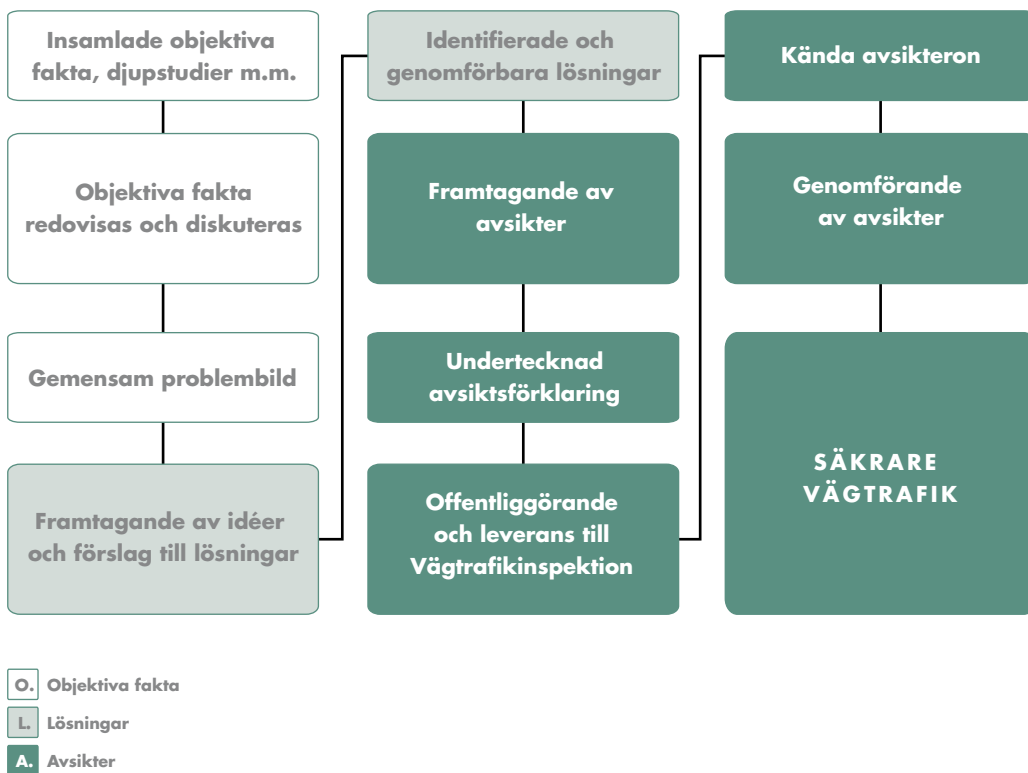 Insamlade objektiva
fakta, djupstudier m.m.
Objektiva fakta
redovisas och diskuteras
Gemensam problembild
Framtagande av idéer
och förslag till lösningar
Identifierade och
genomförbara lösningar
Framtagande av
avsikter
Undertecknad
avsiktsförklaring
Offentliggörande
och leverans till
Vägtrafikinspektion
Kända avsikteron
Genomförande
av avsikter
SÄKRARE
VÄGTRAFIK
O. Objektiva fakta
L. Lösningar
A. Avsikter